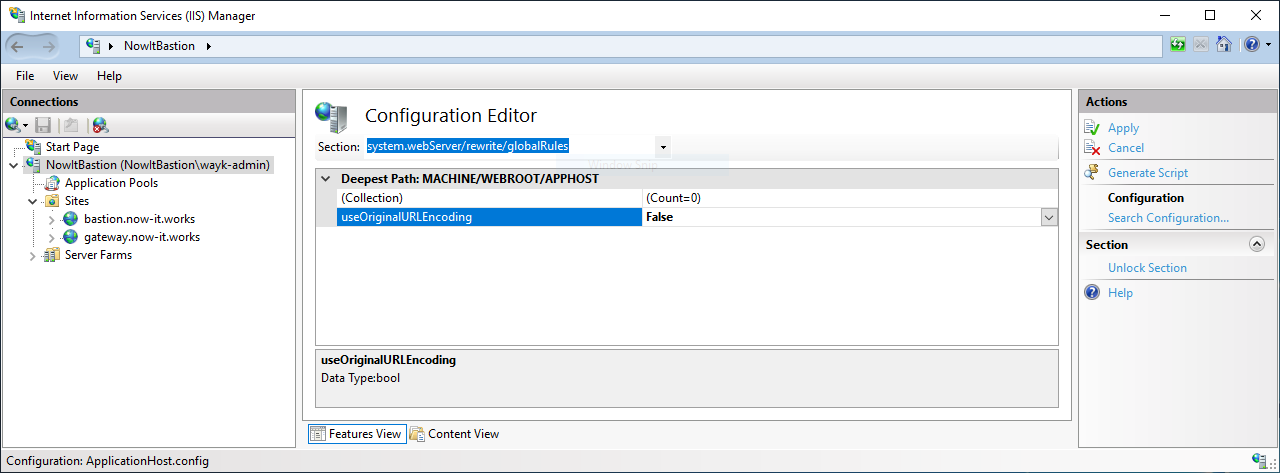 Internet Information Services (IIS) Manager
NowItBastion
File View Help
Connections
Start Page
NowItBastion (NowItBastion\wayk-admin)
Application Pools
Sites
bastion.now-it.works
gateway.now-it.works
Server Farms
Configuration Editor
Section: system.webServer/rewrite/globalRules
Window Snip
Deepest Path: MACHINE/WEBROOT/APPHOST
(Collection) (Count=0)
useOriginalURLEncoding False
useOriginalURLEncoding
Data Type:bool
Features View Content View
Actions
Apply
Cancel
Generate Script
Configuration
Search Configuration...
Section
Unlock Section
Help
Configuration: ApplicationHost.config